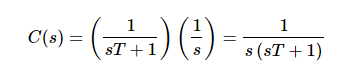 C(s) = (1/(sT + 1)) (1/s) = 1/(s (sT + 1))